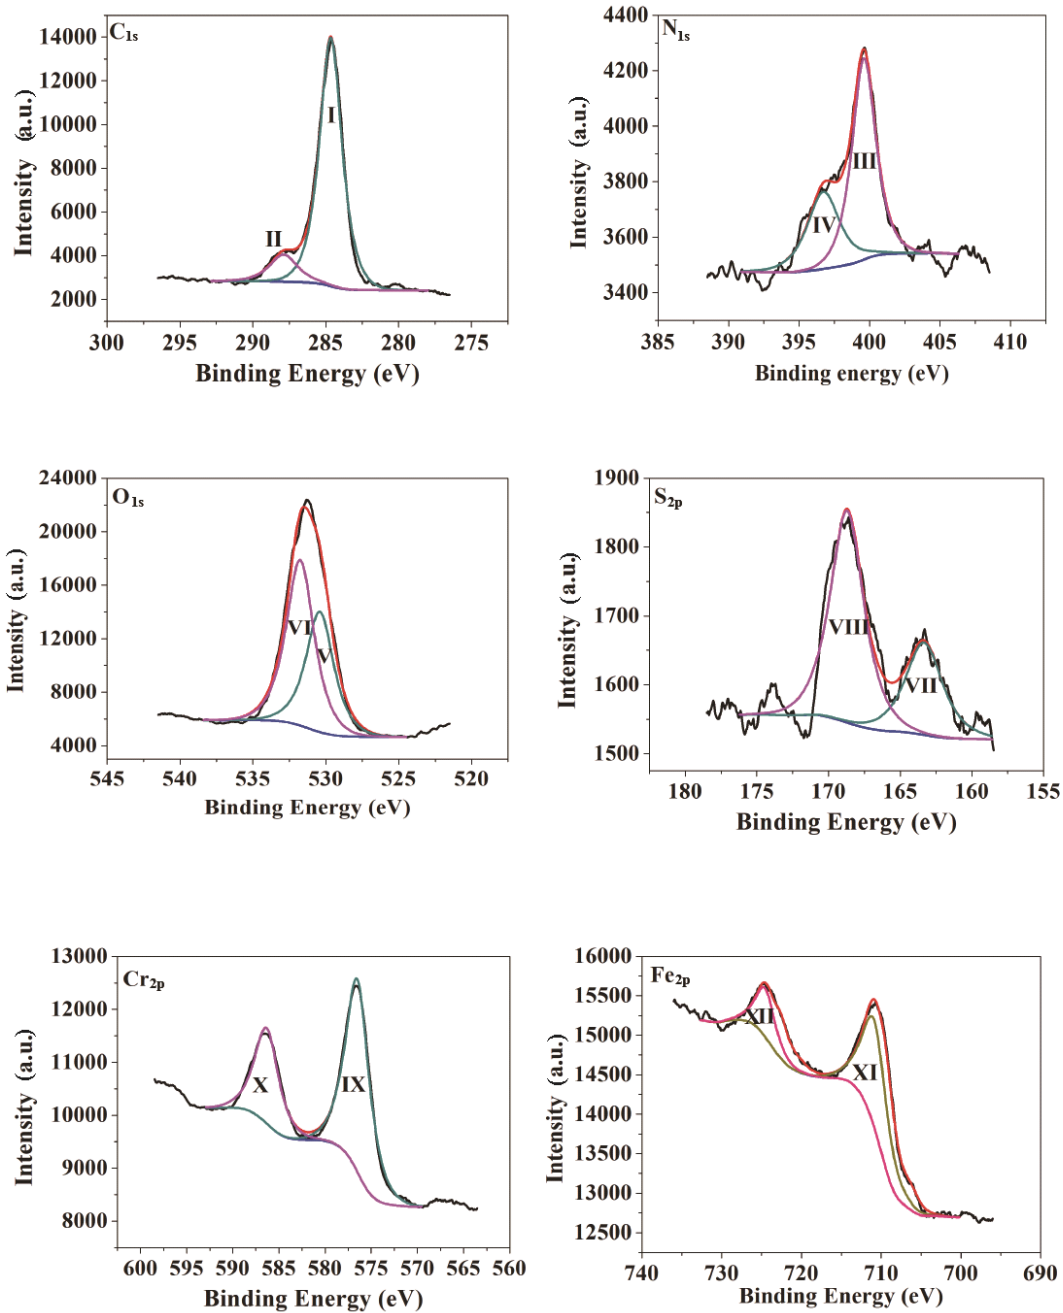 C1s
14000
12000
10000
8000
6000
4000
2000
I
II
300 295 290 285 280 275
Binding Energy (eV)
Intensity (a.u.)
N1s
4400
4200
4000
3800
3600
3400
III
IV
385 390 395 400 405 410
Binding energy (eV)
Intensity (a.u.)
O1s
24000
20000
16000
12000
8000
4000
VI
V
545 540 535 530 525 520
Binding Energy (eV)
Intensity (a.u.)
S2p
1900
1800
1700
1600
1500
VIII
VII
180 175 170 165 160 155
Binding Energy (eV)
Intensity (a.u.)
Cr2p
13000
12000
11000
10000
9000
8000
X
IX
600 595 590 585 580 575 570 565 560
Binding Energy (eV)
Intensity (a.u.)
Fe2p
16000
15500
15000
14500
14000
13500
13000
12500
XII
XI
740 730 720 710 700 690
Binding Energy (eV)
Intensity (a.u.)